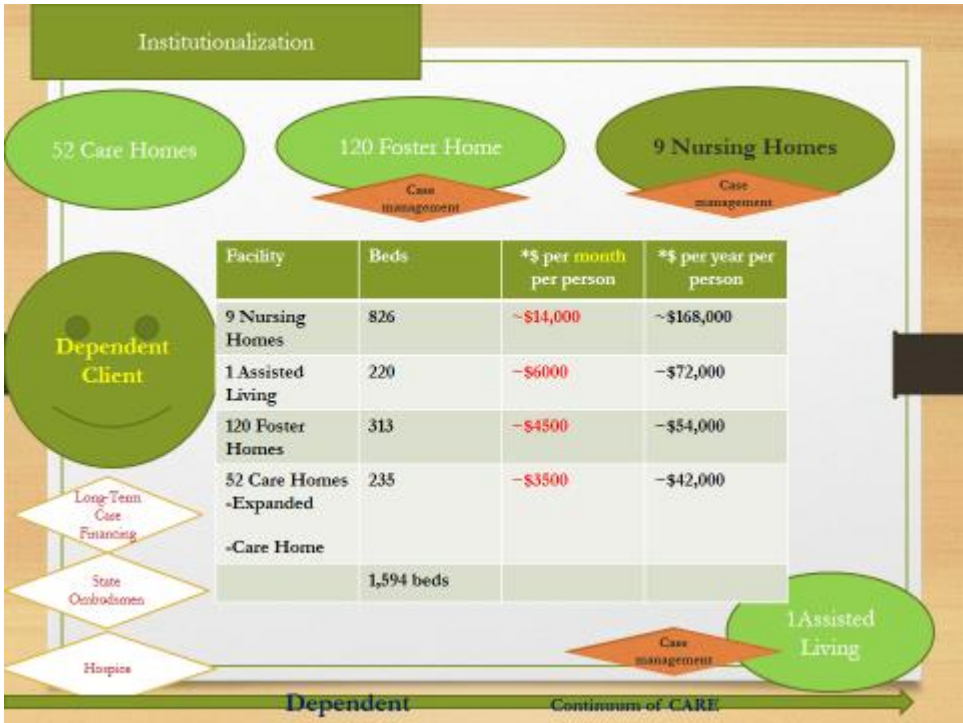 Institutionalization
52 Care Homes
120 Foster Home
9 Nursing Homes
Case
management
Case
management
Facility
Beds
*$ per month
per person
*$ per year per
person
9 Nursing
Homes
826
~$14,000
~$168,000
1 Assisted
Living
220
~$6000
~$72,000
120 Foster
Homes
313
~$4500
~$54,000
52 Care Homes
-Expanded
-Care Home
235
~$3500
~$42,000
1,594 beds
Dependent
Client
Long-Term
Care
Financing
State
Ombudsmen
Hospice
1Assisted
Living
Case
management
Dependent
Continuum of CARE